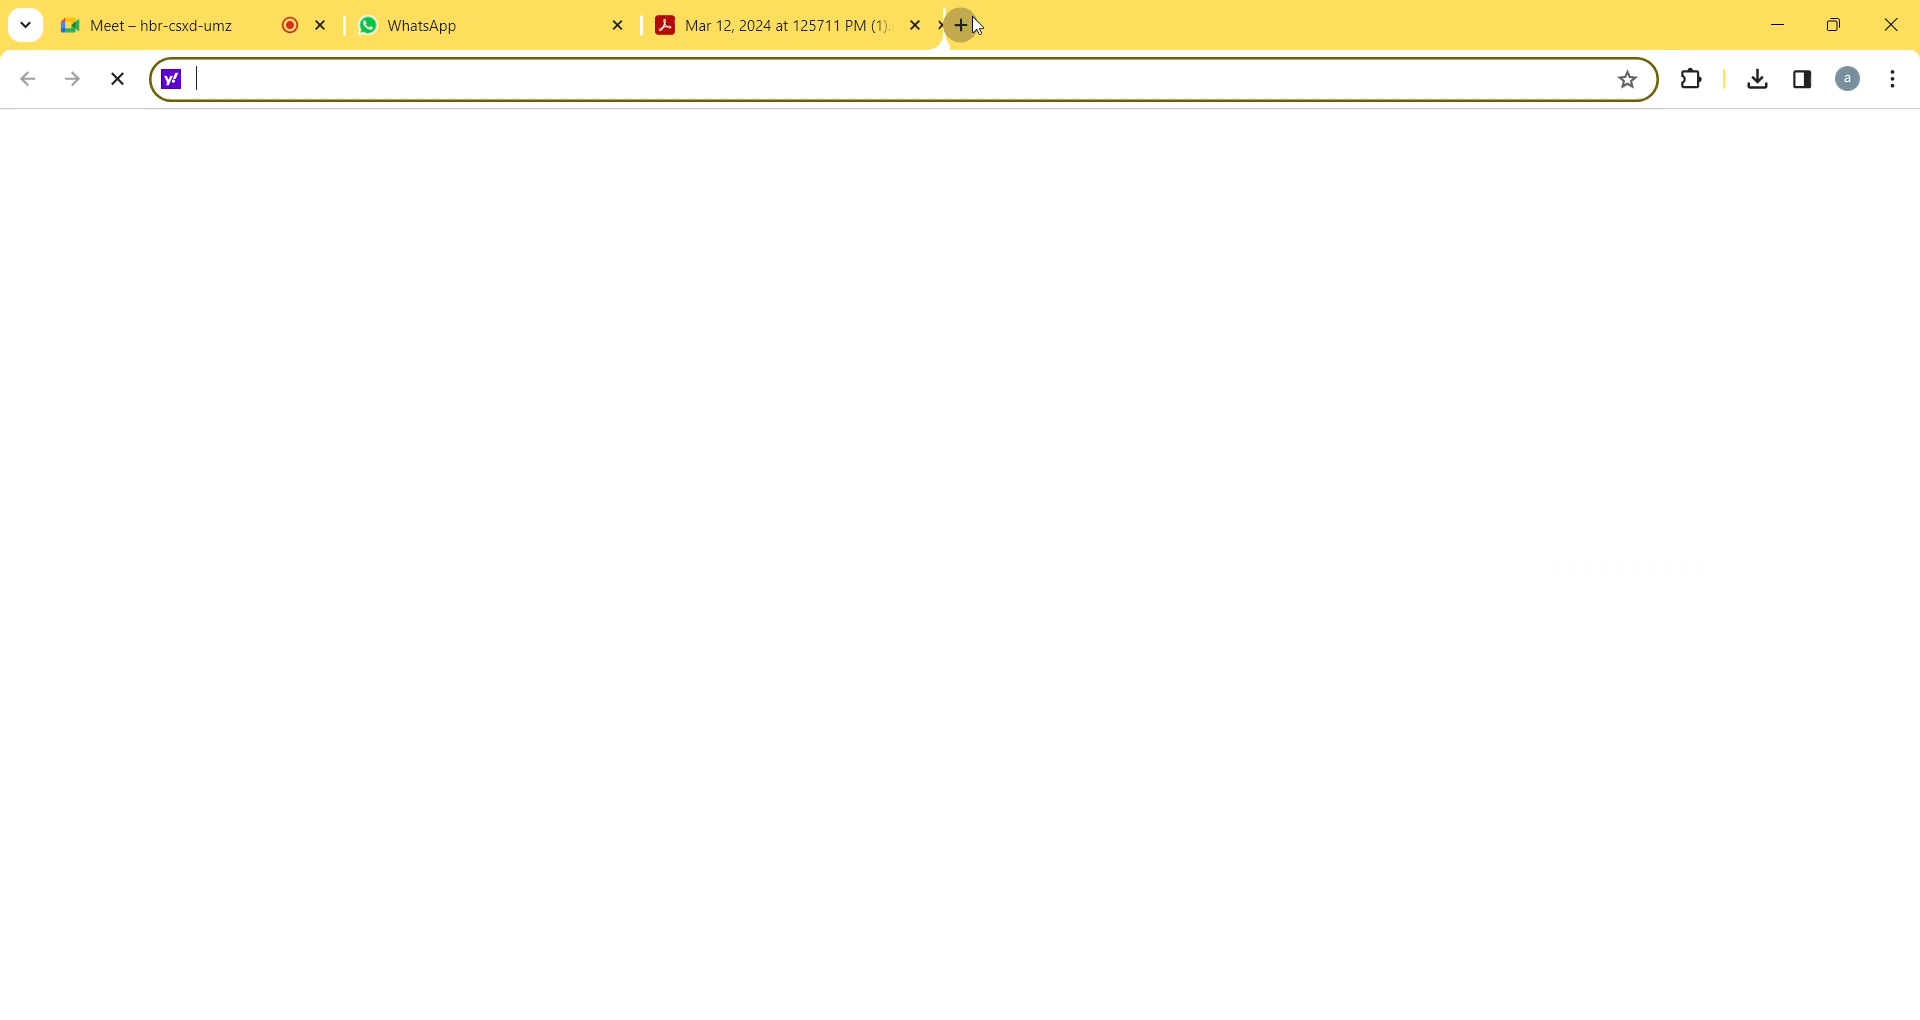 Meet – hbr-csxd-umz
WhatsApp
Mar 12, 2024 at 125711 PM (1).
y!
a